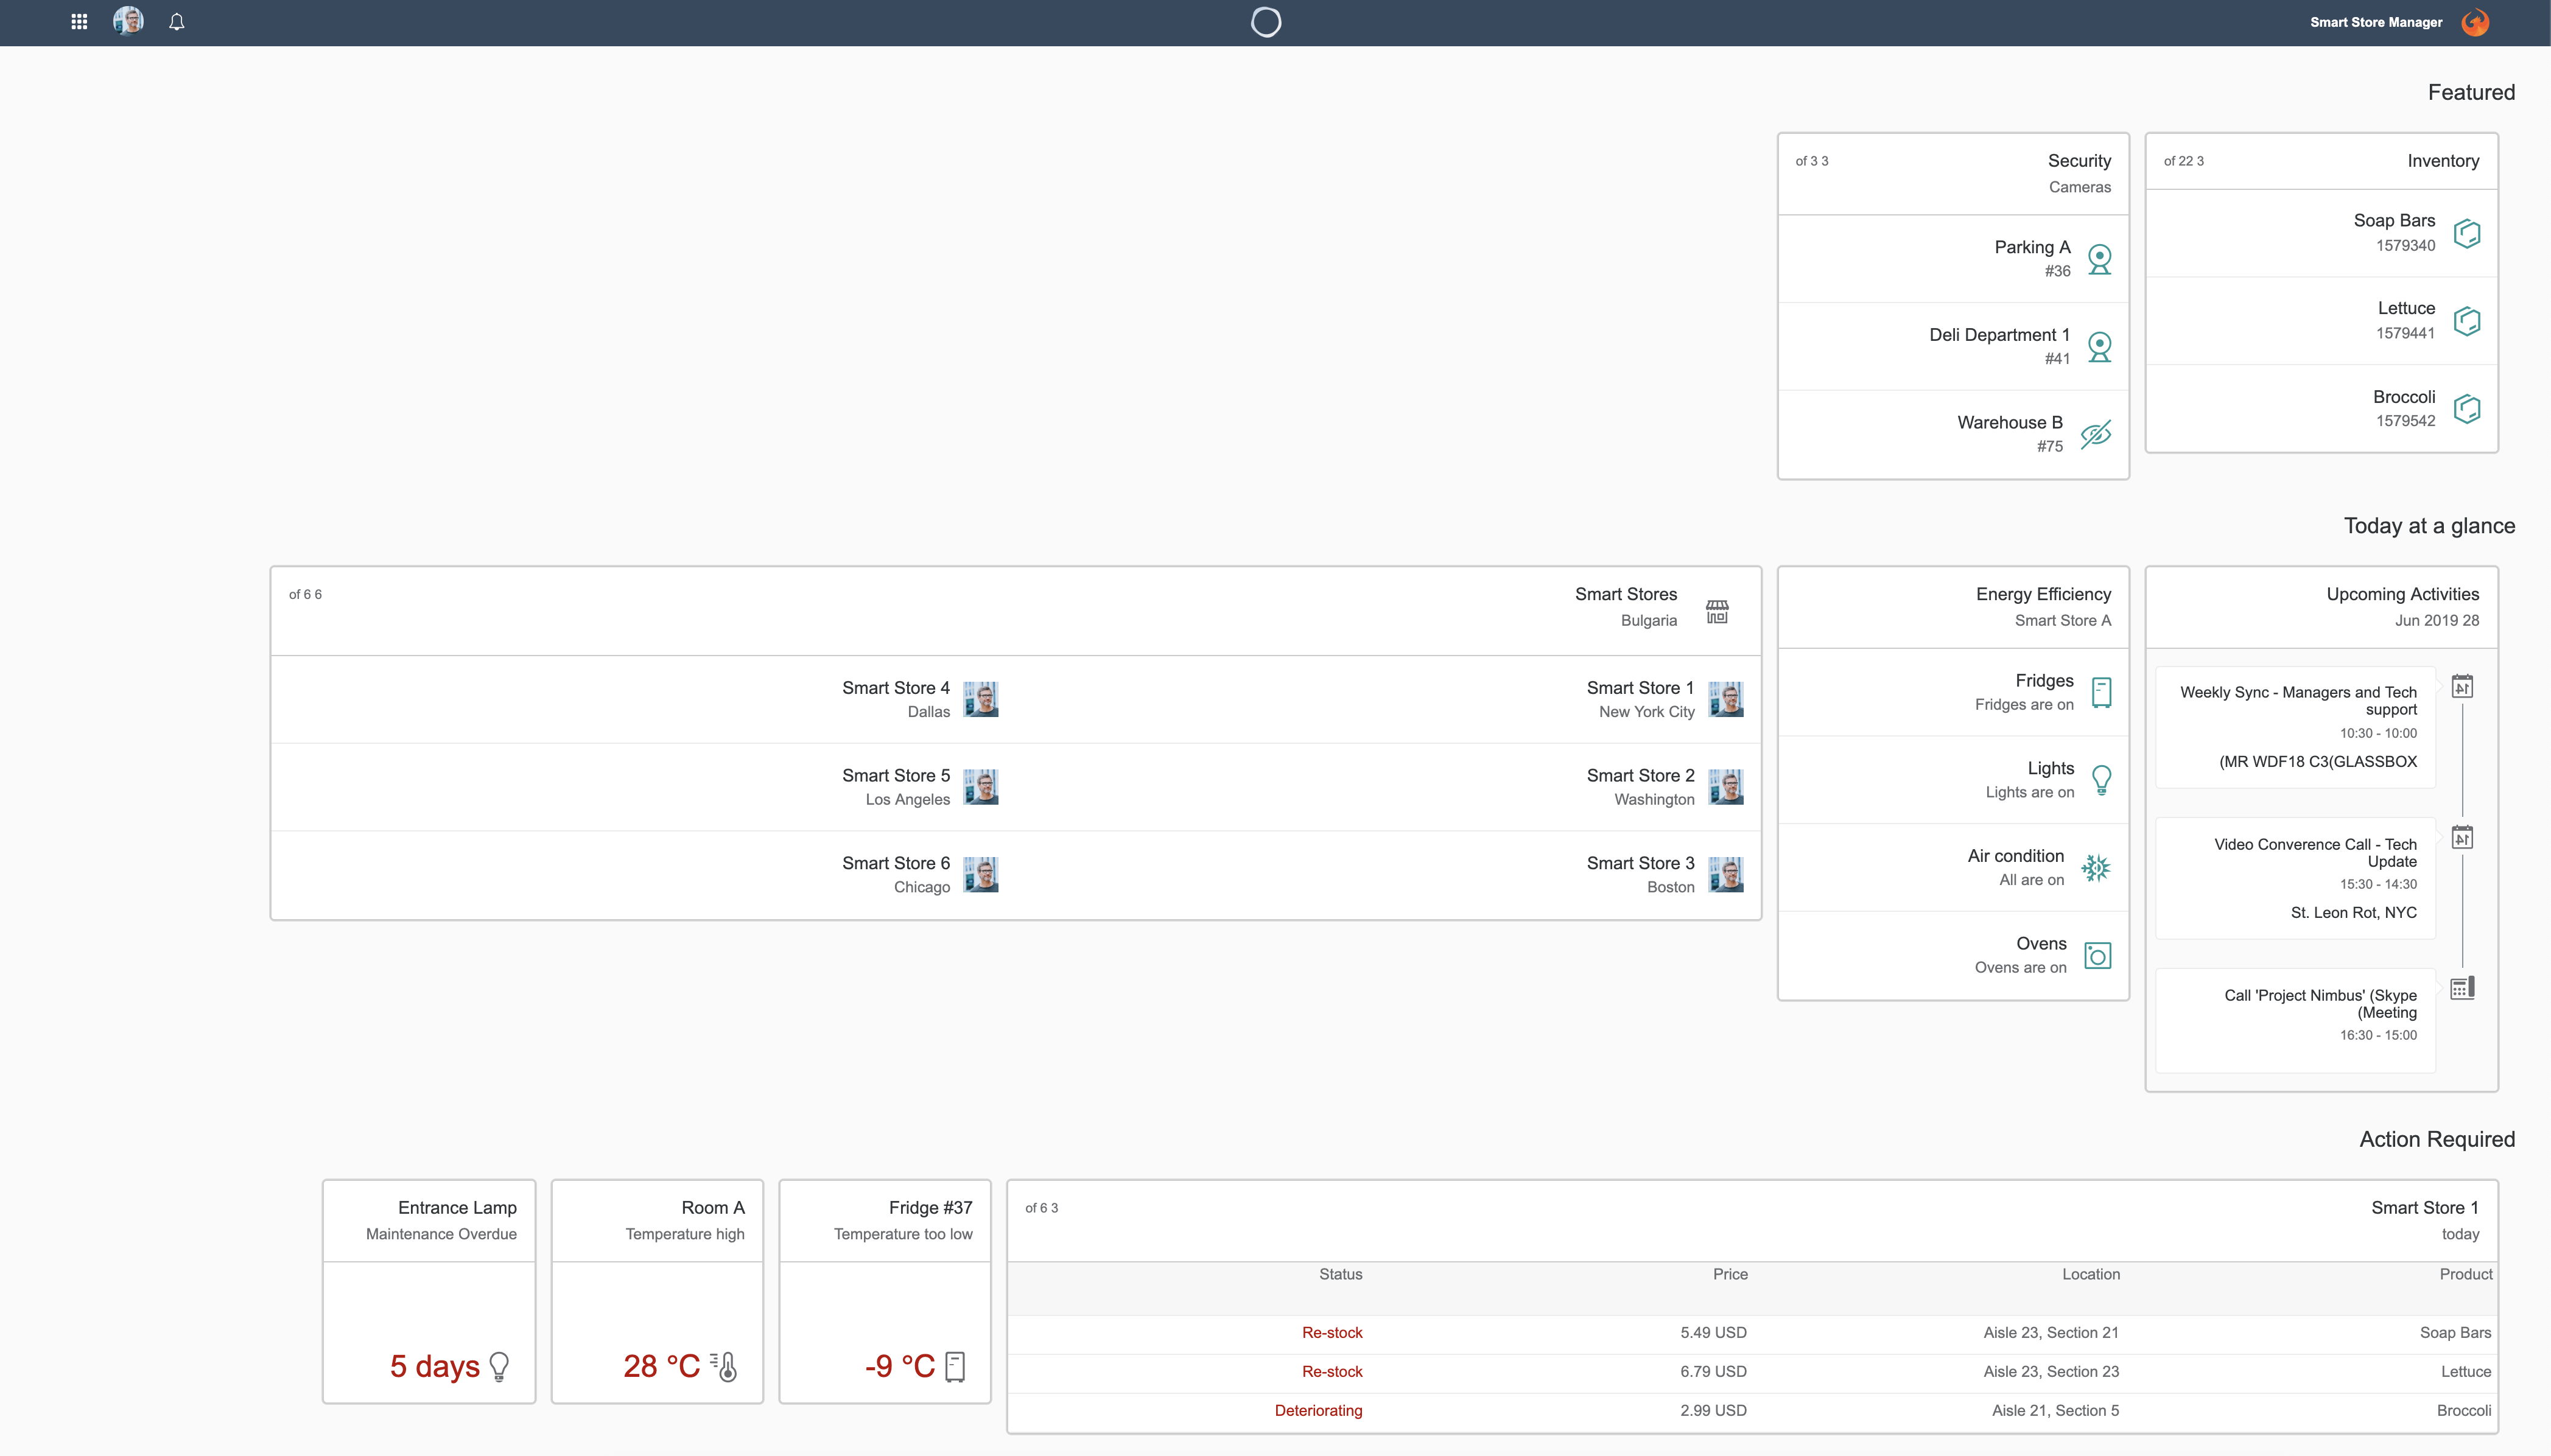 Smart Store Manager
Featured
Inventory
of 22 3
Soap Bars
1579340
Lettuce
1579441
Broccoli
1579542
Security
of 3 3
Cameras
Parking A
#36
Deli Department 1
#41
Warehouse B
#75
Today at a glance
Upcoming Activities
Jun 2019 28
Weekly Sync - Managers and Tech
support
10:30 - 10:00
(MR WDF18 C3(GLASSBOX
Video Converence Call - Tech
Update
15:30 - 14:30
St. Leon Rot, NYC
Call 'Project Nimbus' (Skype
(Meeting
16:30 - 15:00
Energy Efficiency
Smart Store A
Fridges
Fridges are on
Lights
Lights are on
Air condition
All are on
Ovens
Ovens are on
Smart Stores
of 6 6
Bulgaria
Smart Store 1
New York City
Smart Store 2
Washington
Smart Store 3
Boston
Smart Store 4
Dallas
Smart Store 5
Los Angeles
Smart Store 6
Chicago
Action Required
Smart Store 1
of 6 3
today
Product Location Price Status
Soap Bars Aisle 23, Section 21 5.49 USD Re-stock
Lettuce Aisle 23, Section 23 6.79 USD Re-stock
Broccoli Aisle 21, Section 5 2.99 USD Deteriorating
Fridge #37
Temperature too low
-9 °C
Room A
Temperature high
28 °C
Entrance Lamp
Maintenance Overdue
5 days